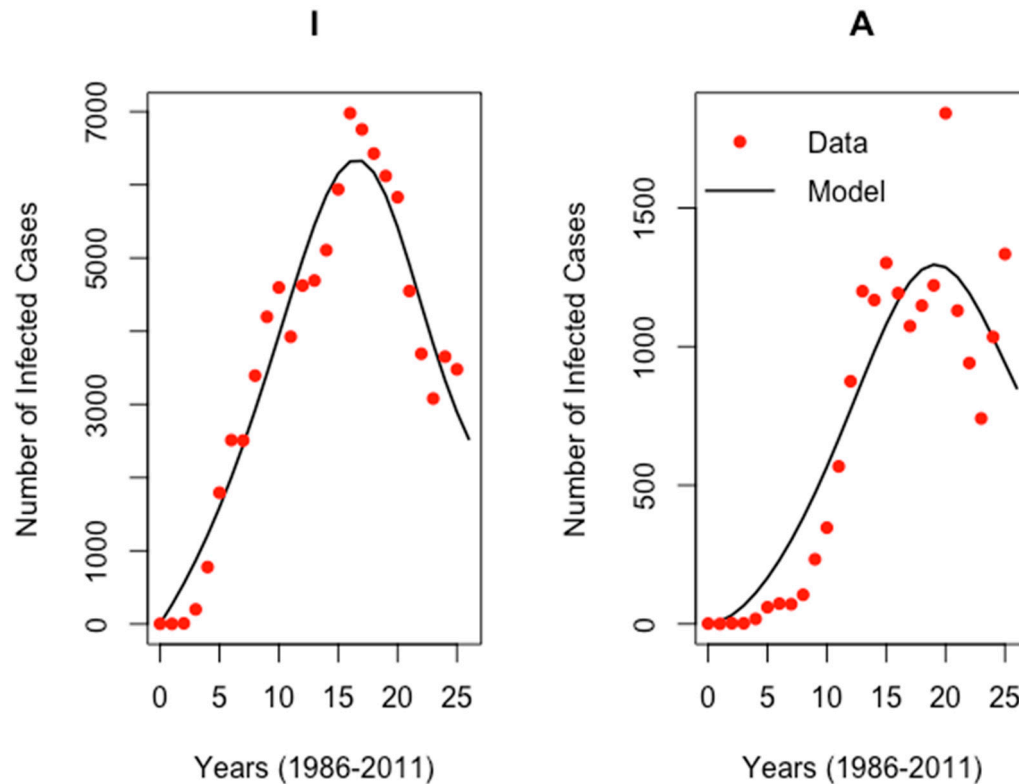 I
Number of Infected Cases
7000
5000
3000
1000
0
0 5 10 15 20 25
Years (1986-2011)
A
Data
Model
Number of Infected Cases
1500
1000
500
0
0 5 10 15 20 25
Years (1986-2011)